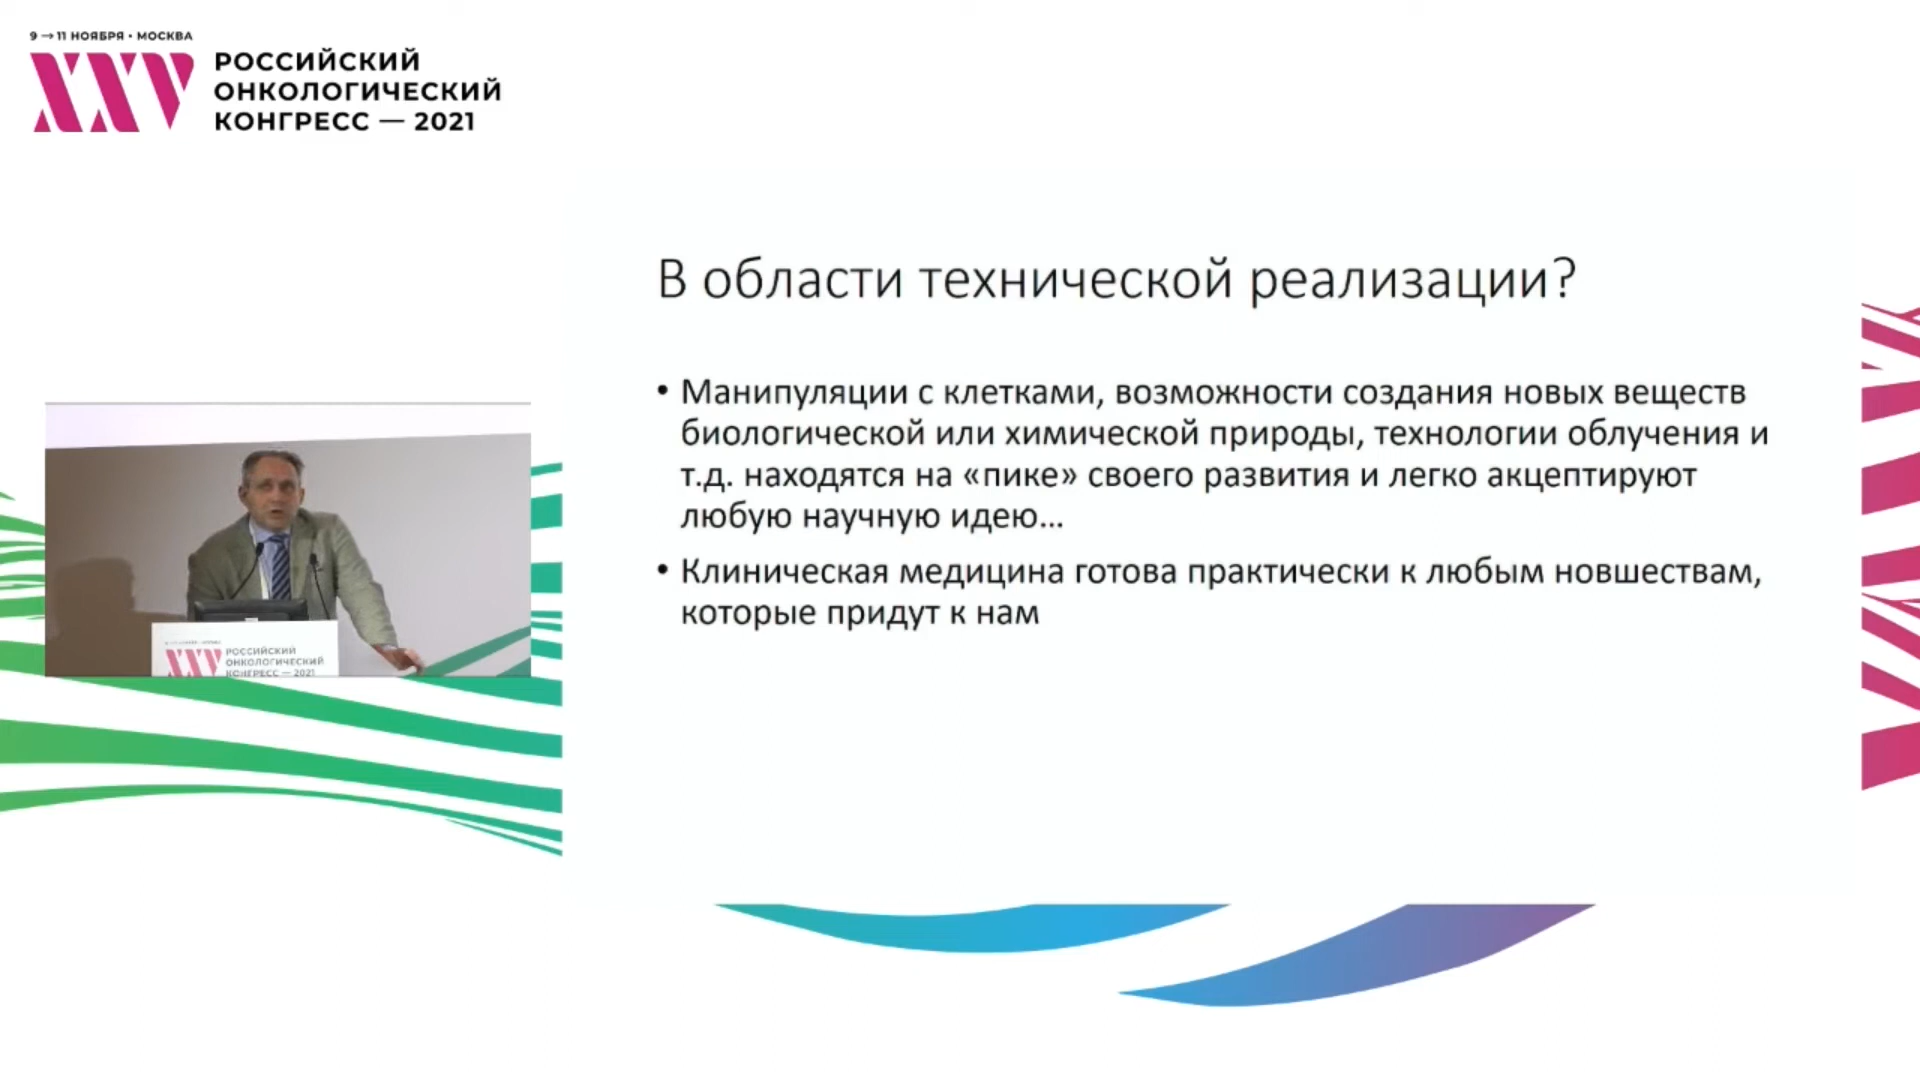 9 → 11 НОЯБРЯ • МОСКВА
XXV
РОССИЙСКИЙ
ОНКОЛОГИЧЕСКИЙ
КОНГРЕСС — 2021
В области технической реализации?
• Манипуляции с клетками, возможности создания новых веществ
биологической или химической природы, технологии облучения и
т.д. находятся на «пике» своего развития и легко акцептируют
любую научную идею…
• Клиническая медицина готова практически к любым новшествам,
которые придут к нам
XXV
РОССИЙСКИЙ
ОНКОЛОГИЧЕСКИЙ
КОНГРЕСС — 2021